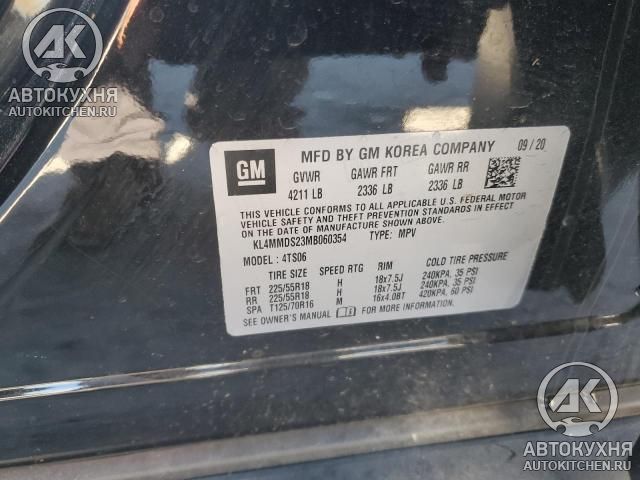 AK
АВТОКУХНЯ
AUTOKITCHEN.RU
GM
MFD BY GM KOREA COMPANY 09/20
GVWR GAWR FRT GAWR RR
4211 LB 2336 LB 2336 LB
THIS VEHICLE CONFORMS TO ALL APPLICABLE U.S. FEDERAL MOTOR
VEHICLE SAFETY AND THEFT PREVENTION STANDARDS IN EFFECT ON
THE DATE OF MANUFACTURE SHOWN ABOVE.
KL4MMDS23MB060354 TYPE: MPV
MODEL: 4TS06
TIRE SIZE SPEED RTG RIM COLD TIRE PRESSURE
FRT 225/55R18 H 18x7.5J 240KPA, 35 PSI
RR 225/55R18 H 18x7.5J 240KPA, 35 PSI
SPA T125/70R16 M 16x4.0BT 420KPA, 60 PSI
SEE OWNER'S MANUAL FOR MORE INFORMATION.
AK
АВТОКУХНЯ
AUTOKITCHEN.RU